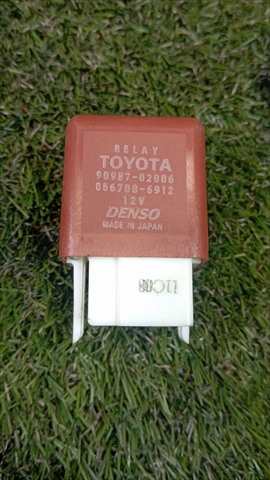 RELAY
TOYOTA
90987-02006
056700-6912
12V
DENSO
MADE IN JAPAN